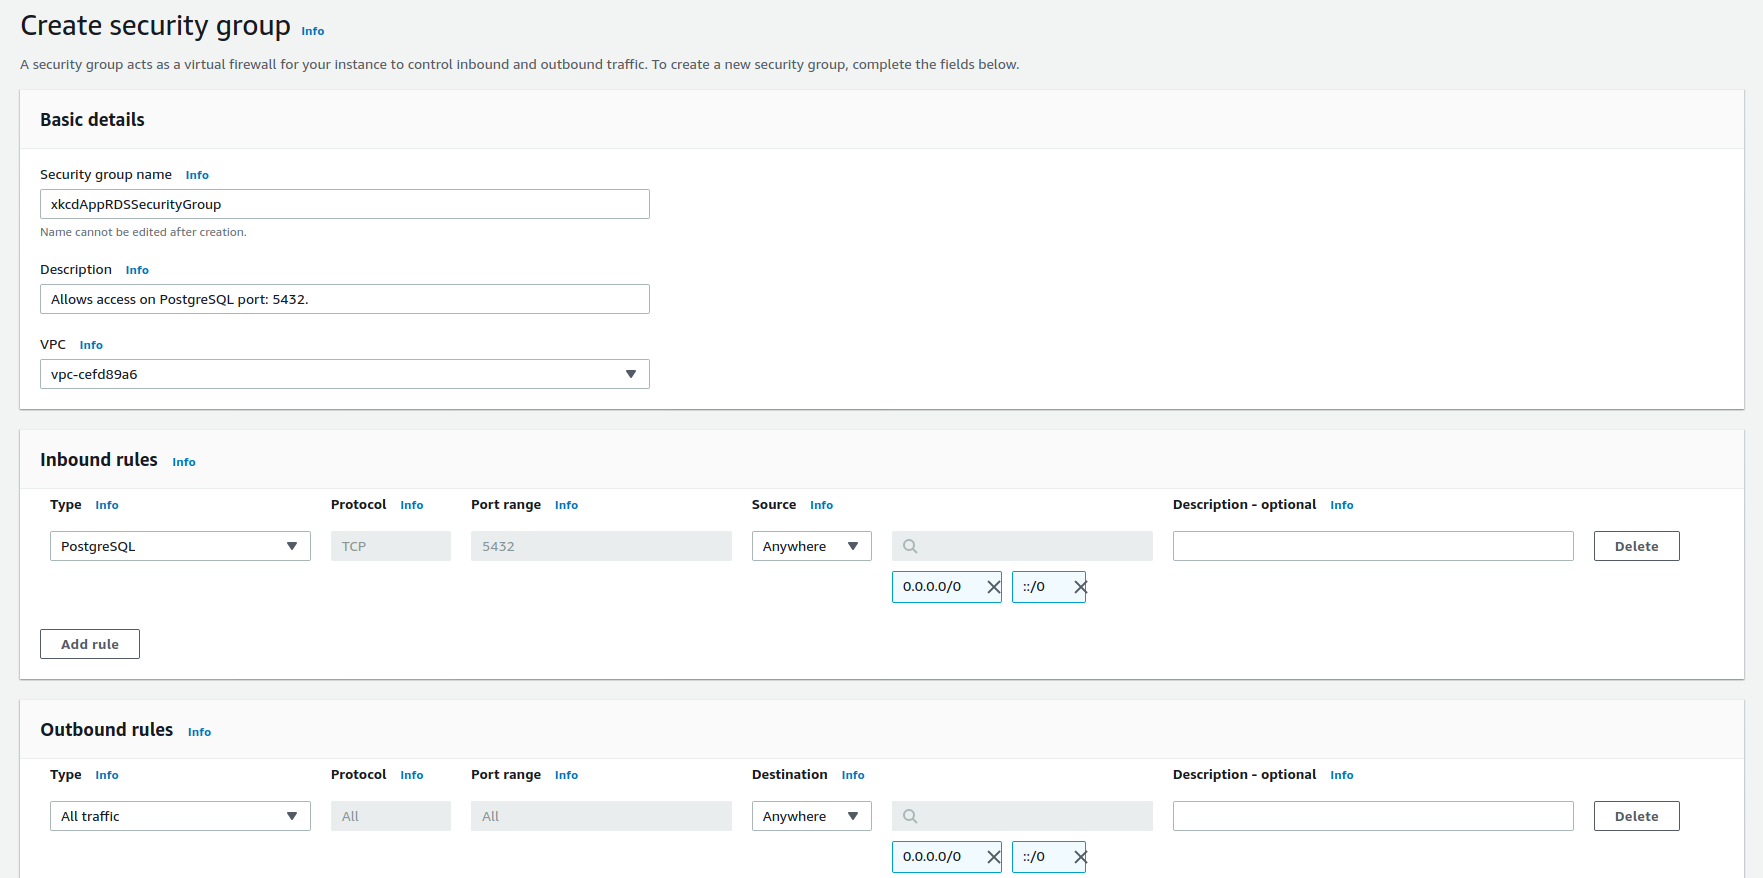 Create security group Info
A security group acts as a virtual firewall for your instance to control inbound and outbound traffic. To create a new security group, complete the fields below.
Basic details
Security group name Info
xkcdAppRDSSecurityGroup
Name cannot be edited after creation.
Description Info
Allows access on PostgreSQL port: 5432.
VPC Info
vpc-cefd89a6
Inbound rules Info
Type Info Protocol Info Port range Info Source Info Description - optional Info
PostgreSQL TCP 5432 Anywhere Delete
0.0.0.0/0 ::/0
Add rule
Outbound rules Info
Type Info Protocol Info Port range Info Destination Info Description - optional Info
All traffic All All Anywhere Delete
0.0.0.0/0 ::/0